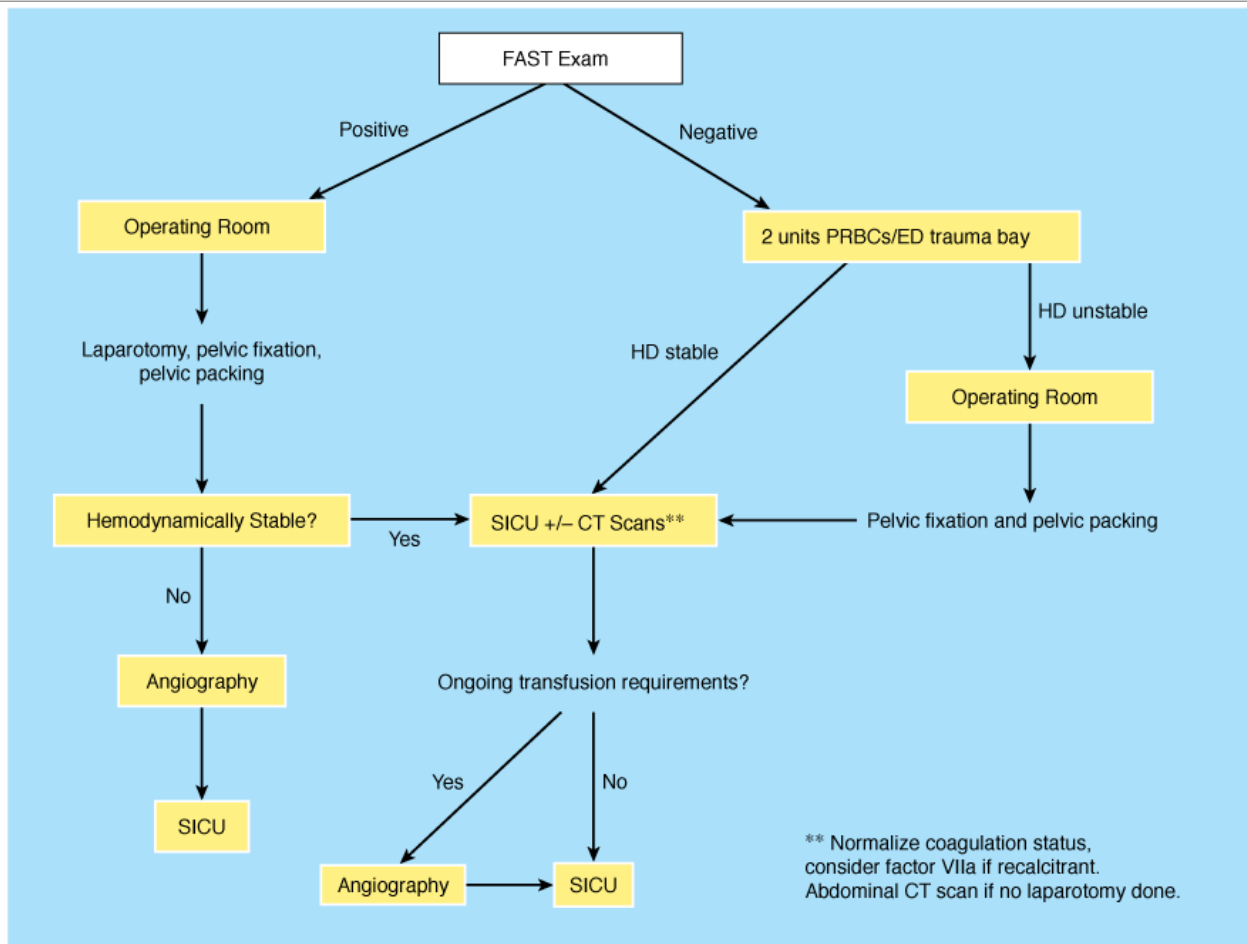 FAST Exam
Positive
Negative
Operating Room
2 units PRBCs/ED trauma bay
HD unstable
Laparotomy, pelvic fixation,
pelvic packing
HD stable
Operating Room
Hemodynamically Stable?
Yes
SICU +/– CT Scans**
Pelvic fixation and pelvic packing
No
Angiography
Ongoing transfusion requirements?
Yes
No
SICU
Angiography
SICU
** Normalize coagulation status,
consider factor VIIa if recalcitrant.
Abdominal CT scan if no laparotomy done.